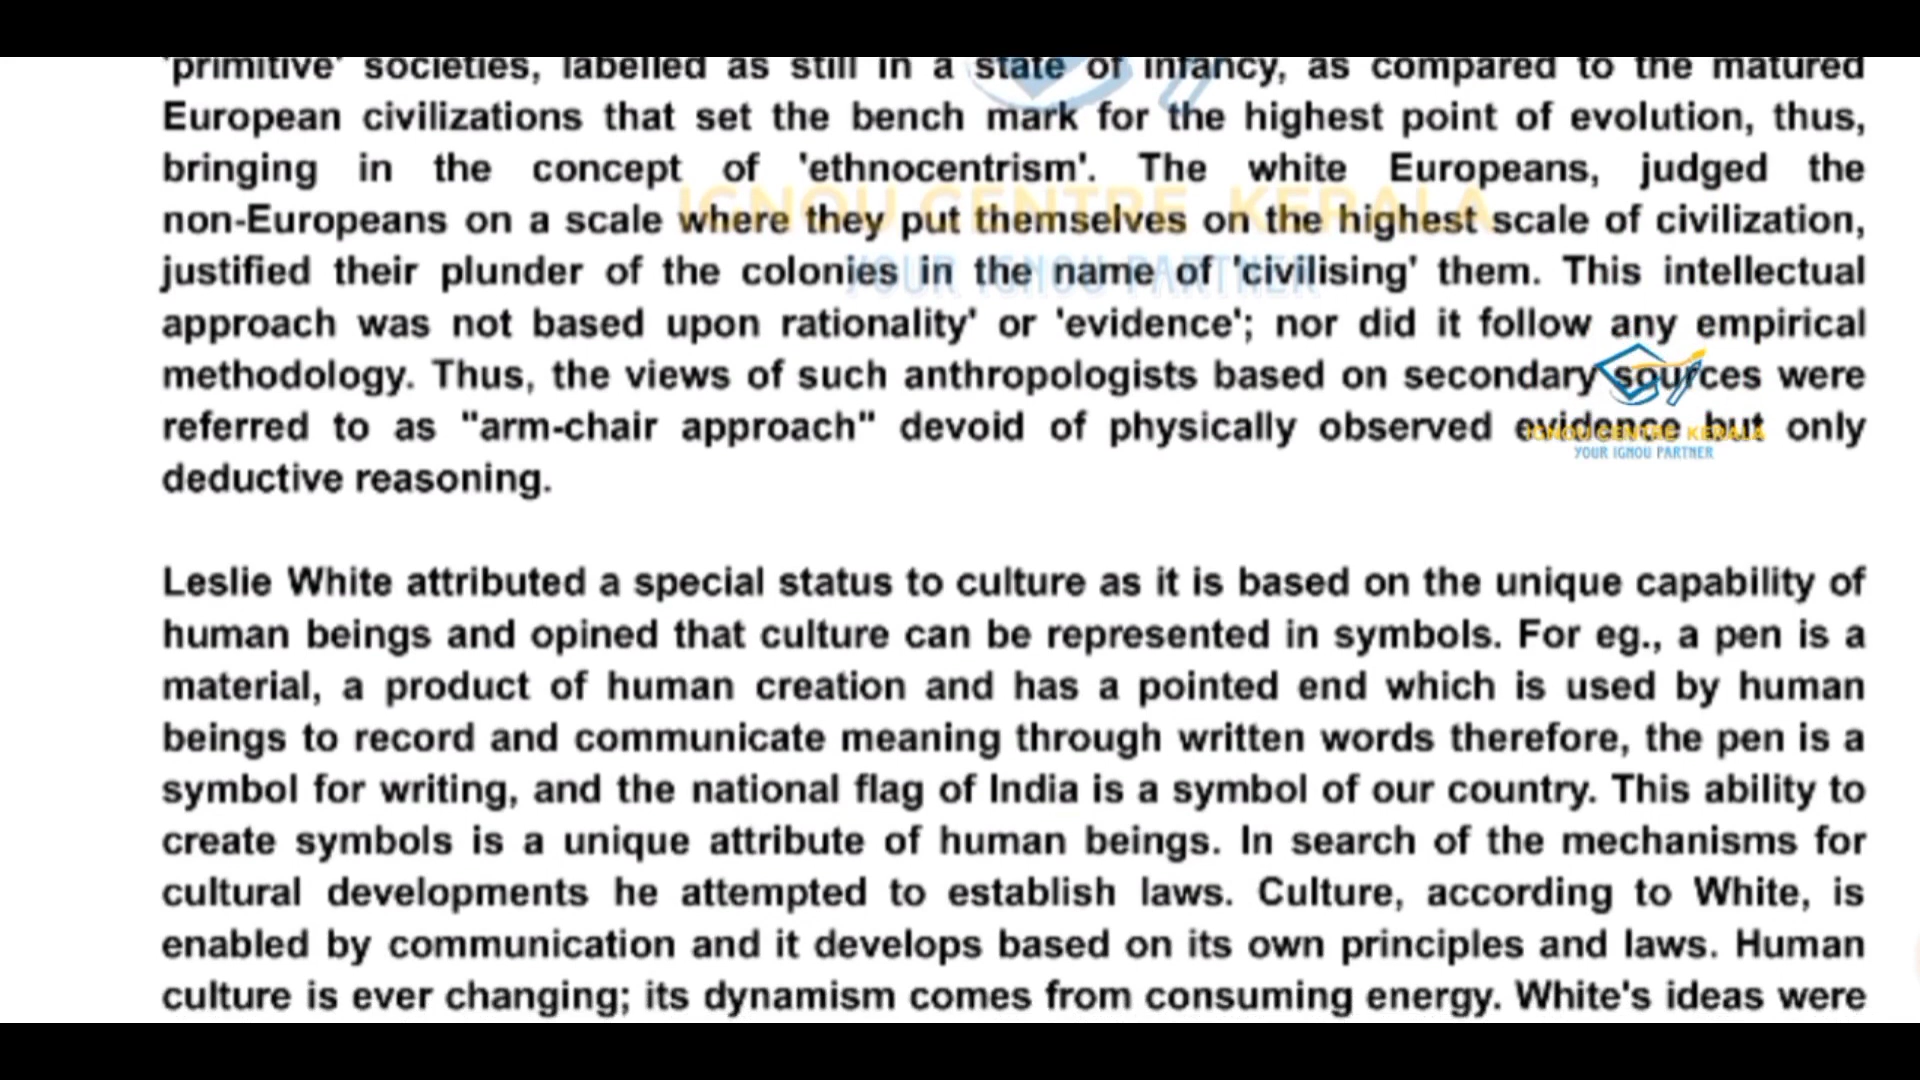 'primitive' societies, labelled as still in a state of infancy, as compared to the matured
European civilizations that set the bench mark for the highest point of evolution, thus,
bringing in the concept of 'ethnocentrism'. The white Europeans, judged the
non-Europeans on a scale where they put themselves on the highest scale of civilization,
IGNOU CENTRE KERALA
justified their plunder of the colonies in the name of 'civilising' them. This intellectual
YOUR IGNOU PARTNER
approach was not based upon rationality' or 'evidence'; nor did it follow any empirical
methodology. Thus, the views of such anthropologists based on secondary sources were
referred to as "arm-chair approach" devoid of physically observed evidence but only
IGNOU CENTRE KERALA
YOUR IGNOU PARTNER
deductive reasoning.
Leslie White attributed a special status to culture as it is based on the unique capability of
human beings and opined that culture can be represented in symbols. For eg., a pen is a
material, a product of human creation and has a pointed end which is used by human
beings to record and communicate meaning through written words therefore, the pen is a
symbol for writing, and the national flag of India is a symbol of our country. This ability to
create symbols is a unique attribute of human beings. In search of the mechanisms for
cultural developments he attempted to establish laws. Culture, according to White, is
enabled by communication and it develops based on its own principles and laws. Human
culture is ever changing; its dynamism comes from consuming energy. White's ideas were